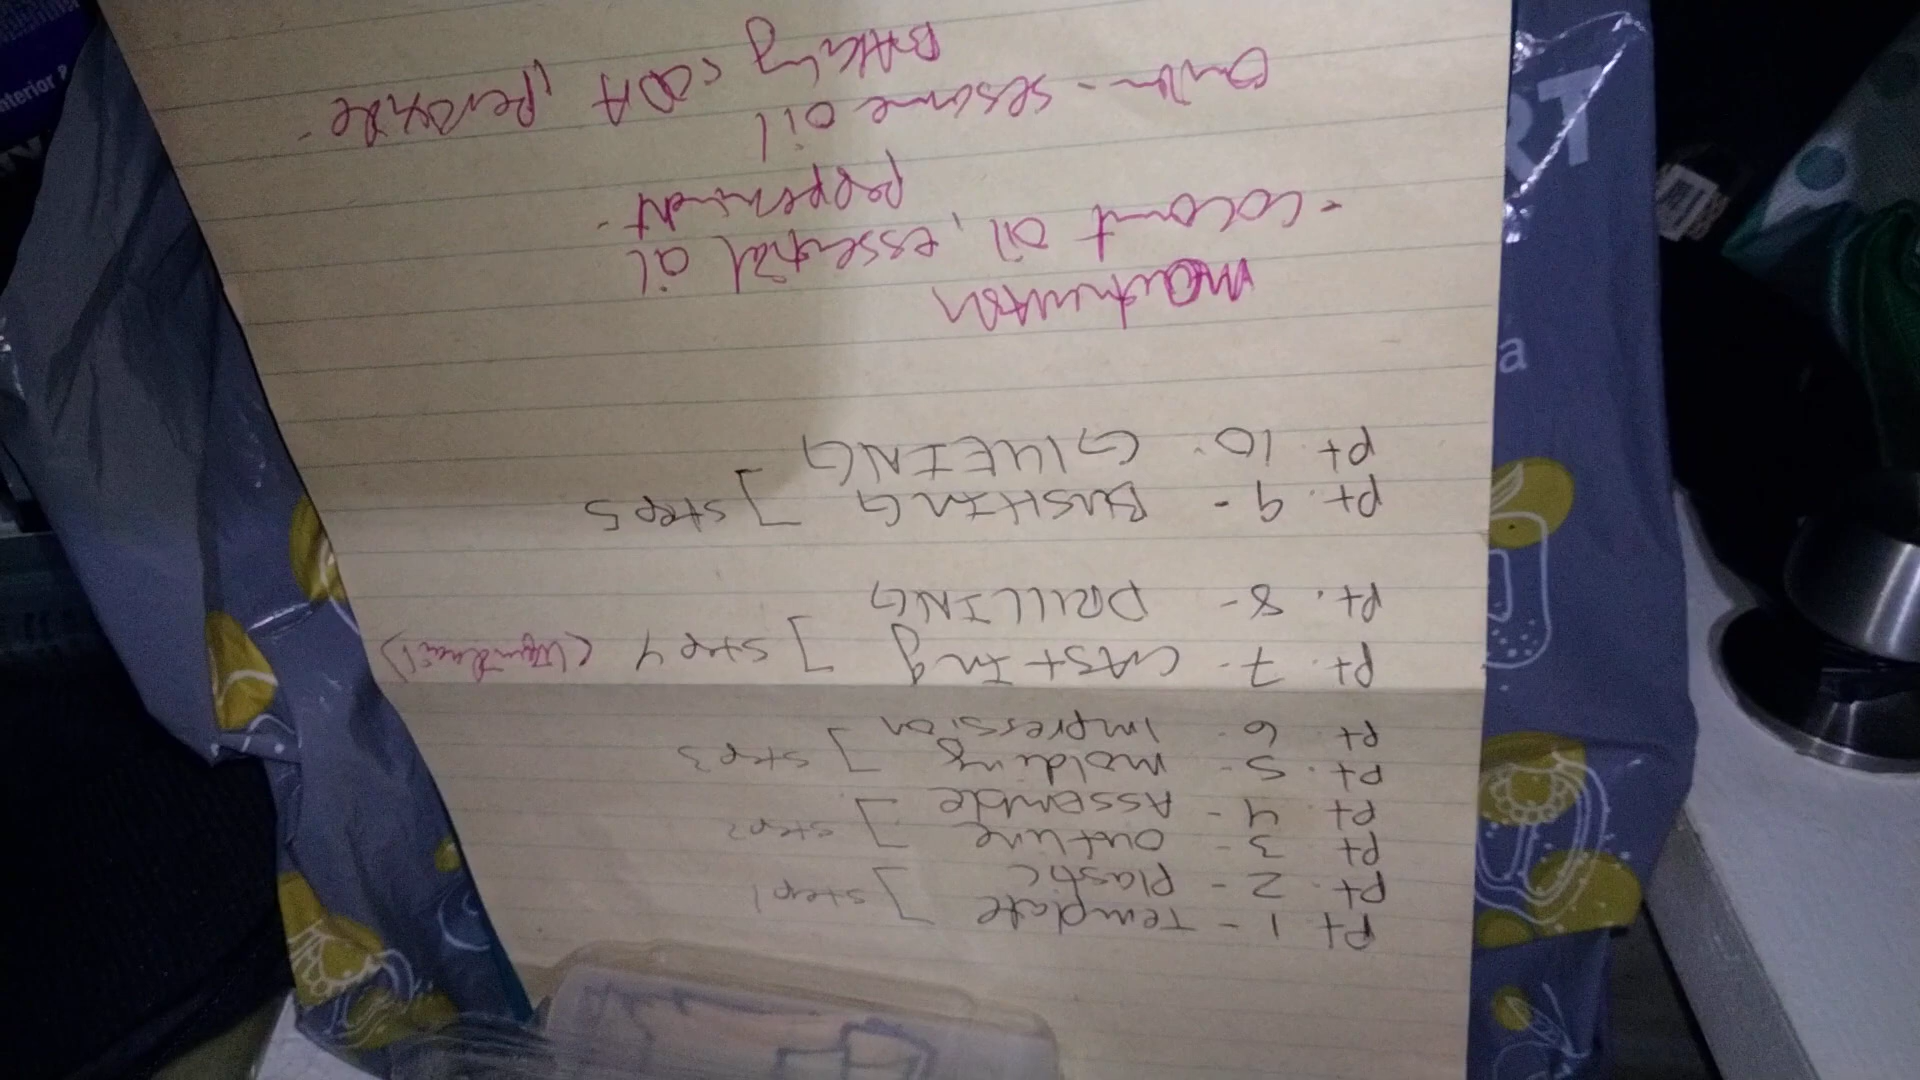 pt. 1 - Template
pt. 2 - Plastic ] step 1
pt 3 - outline
pt. 4 - Assemble ] step 2
pt. 5 - molding
pt 6 - Impression ] step 3
pt. 7 - CASTIng
pt. 8 - DRILLING ] step 4
pt. 9 - BUSHING
pt. 10 - GlUEING ] step 5
- coconut oil, essential oil
peppermint -
- sesame oil
BAking sODA, peroxide -
nterior?
RT
a